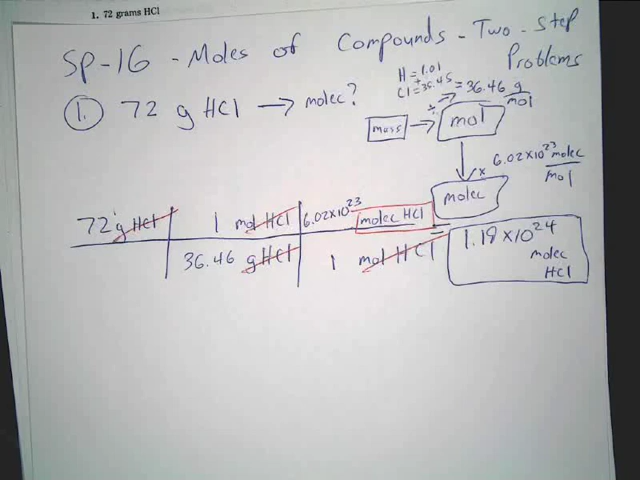 1. 72 grams HCl
SP-16 - Moles of Compounds - Two-Step Problems
1. 72 g HCl → molec?
H = 1.01
+
Cl = 35.45
= 36.46 g/mol
mass → ÷ mol
× 6.02×10^23 molec/mol
molec
72 g HCl | 1 mol HCl | 6.02×10^23 molec HCl
36.46 g HCl | 1 mol HCl
= 1.19×10^24 molec HCl